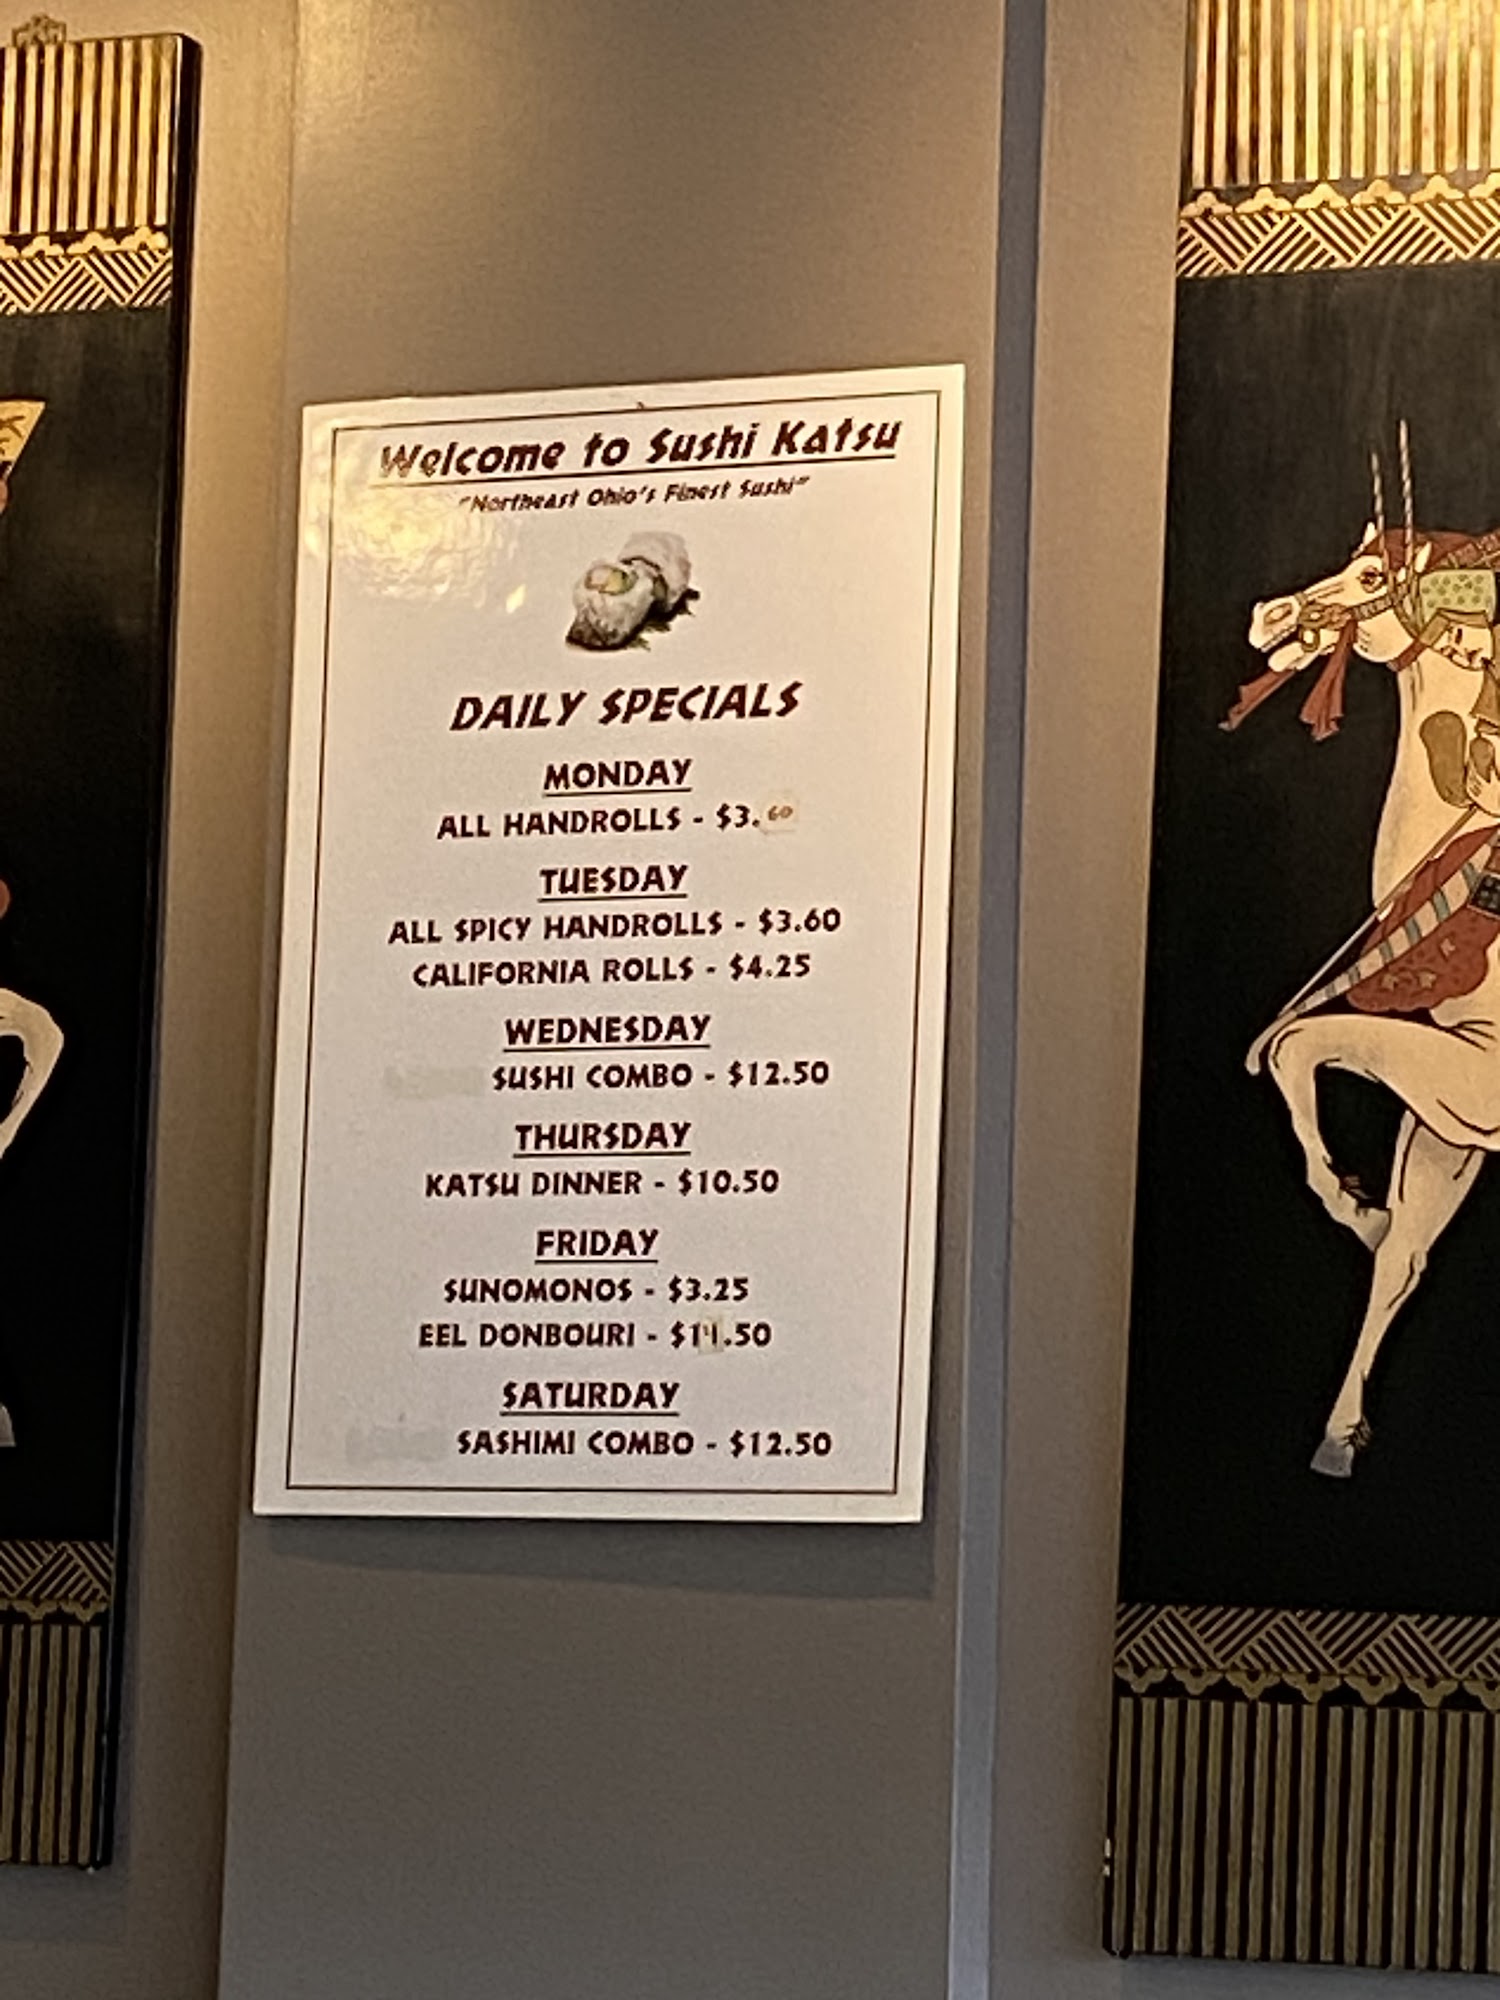 Welcome to Sushi Katsu
"Northeast Ohio's Finest Sushi"
DAILY SPECIALS
MONDAY
ALL HANDROLLS - $3.60
TUESDAY
ALL SPICY HANDROLLS - $3.60
CALIFORNIA ROLLS - $4.25
WEDNESDAY
SUSHI COMBO - $12.50
THURSDAY
KATSU DINNER - $10.50
FRIDAY
SUNOMONOS - $3.25
EEL DONBOURI -
SATURDAY
SASHIMI COMBO - $12.50